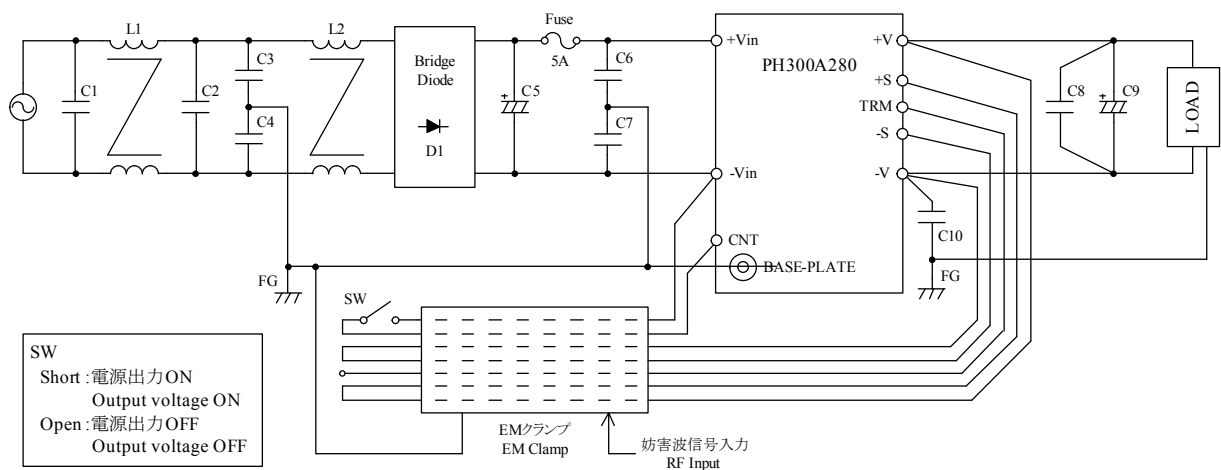 L1
L2
Fuse
5A
C1
C2
C3
C4
Bridge
Diode
D1
C5
C6
C7
+Vin
-Vin
CNT
PH300A280
+V
+S
TRM
-S
-V
BASE-PLATE
C8
C9
LOAD
C10
FG
FG
SW
SW
Short :電源出力ON
Output voltage ON
Open :電源出力OFF
Output voltage OFF
EMクランプ
EM Clamp
妨害波信号入力
RF Input
+
+